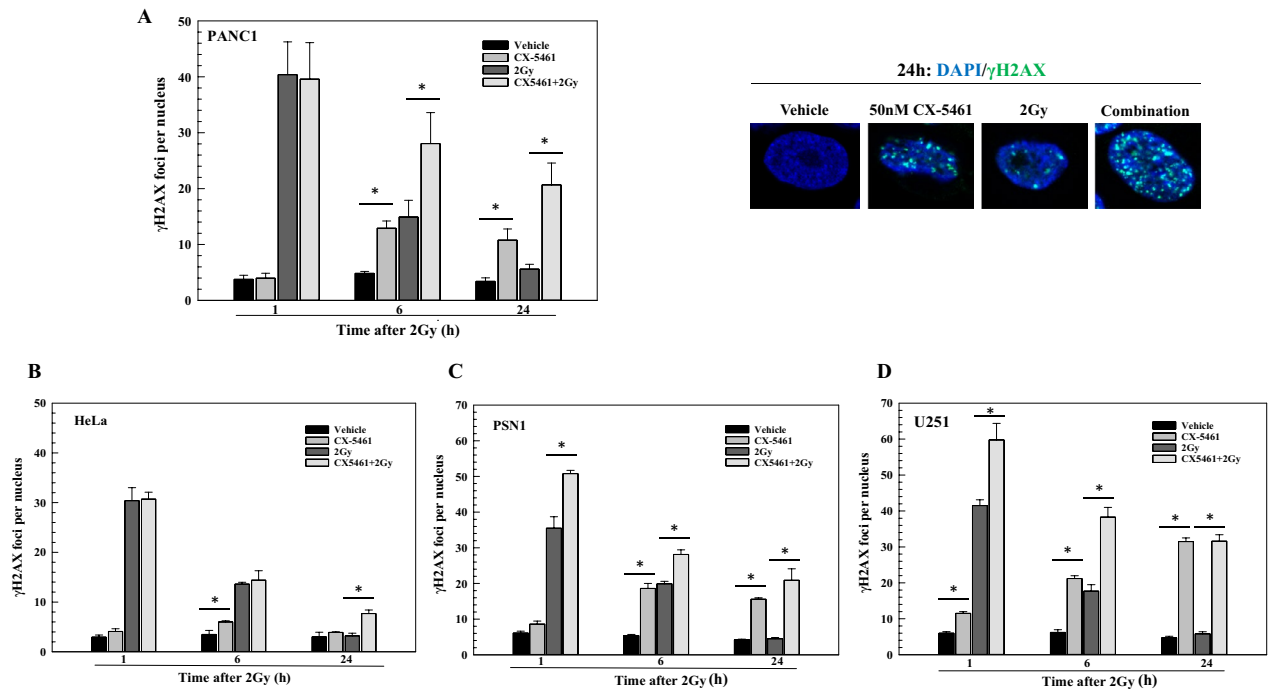 A
PANC1
Vehicle
CX-5461
2Gy
CX5461+2Gy
γH2AX foci per nucleus
50
40
30
20
10
0
*
*
*
*
1
6
24
Time after 2Gy (h)
24h: DAPI/γH2AX
Vehicle
50nM CX-5461
2Gy
Combination
B
HeLa
Vehicle
CX-5461
2Gy
CX5461+2Gy
γH2AX foci per nucleus
50
40
30
20
10
0
*
*
1
6
24
Time after 2Gy (h)
C
PSN1
Vehicle
CX-5461
2Gy
CX5461+2Gy
γH2AX foci per nucleus
70
60
50
40
30
20
10
0
*
*
*
*
*
1
6
24
Time after 2Gy (h)
D
U251
Vehicle
CX-5461
2Gy
CX5461+2Gy
γH2AX foci per nucleus
70
60
50
40
30
20
10
0
*
*
*
*
*
*
1
6
24
Time after 2Gy (h)